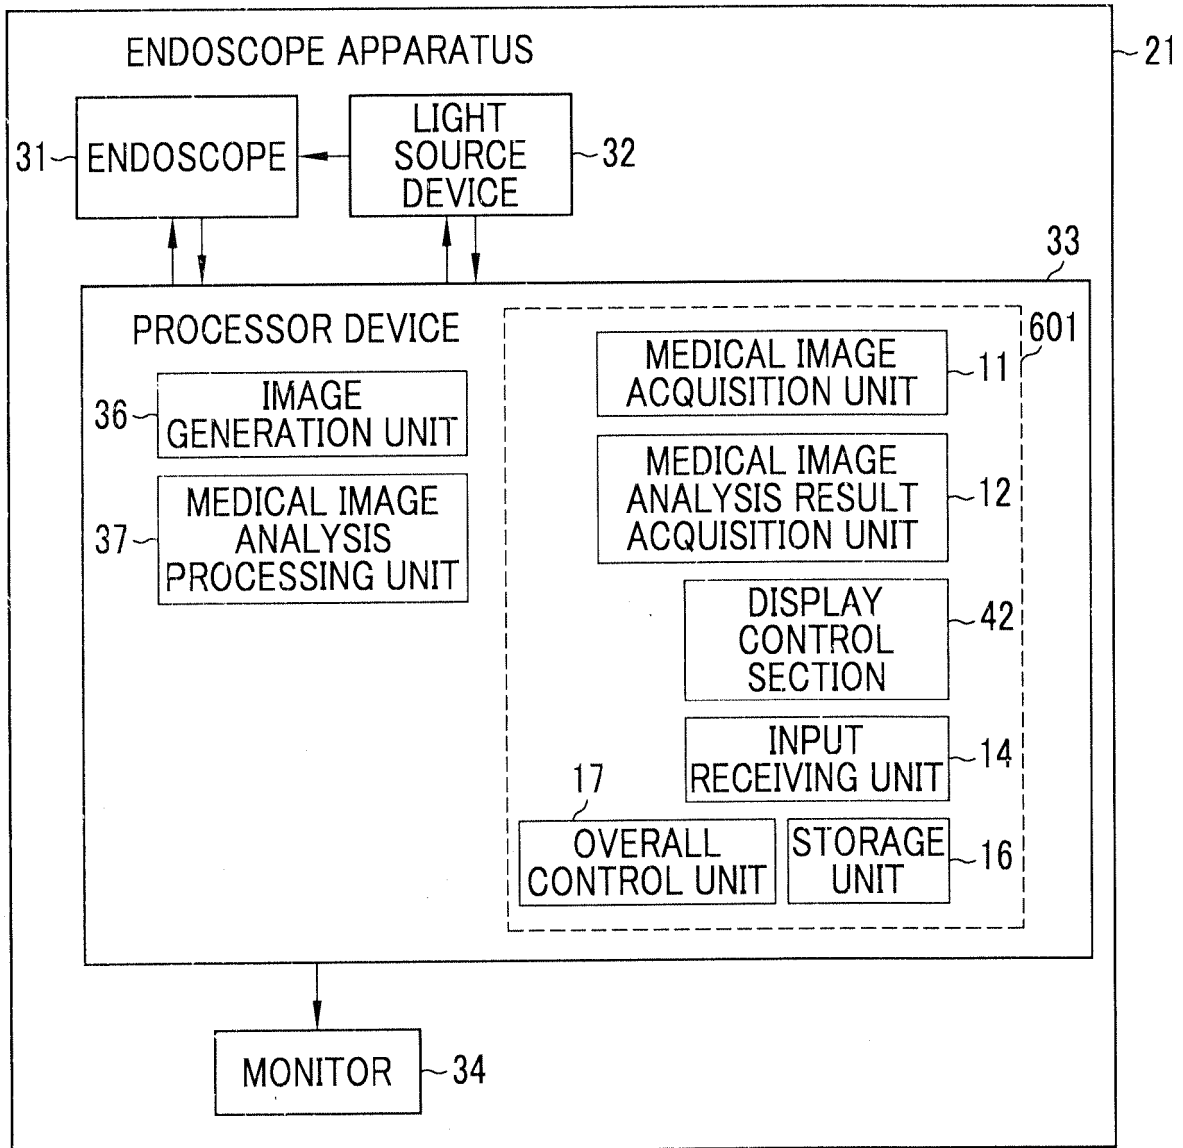 ENDOSCOPE APPARATUS
21
31
ENDOSCOPE
LIGHT
SOURCE
DEVICE
32
33
PROCESSOR DEVICE
601
36
IMAGE
GENERATION UNIT
37
MEDICAL IMAGE
ANALYSIS
PROCESSING UNIT
MEDICAL IMAGE
ACQUISITION UNIT
11
MEDICAL IMAGE
ANALYSIS RESULT
ACQUISITION UNIT
12
DISPLAY
CONTROL
SECTION
42
INPUT
RECEIVING UNIT
14
17
OVERALL
CONTROL UNIT
STORAGE
UNIT
16
MONITOR
34